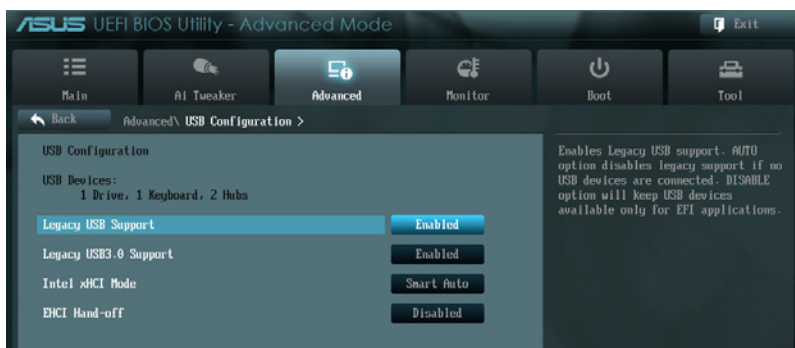 ASUS UEFI BIOS Utility - Advanced Mode
Exit
Main
Ai Tweaker
Advanced
Monitor
Boot
Tool
Back
Advanced\ USB Configuration >
USB Configuration
USB Devices:
1 Drive, 1 Keyboard, 2 Hubs
Legacy USB Support
Enabled
Legacy USB3.0 Support
Enabled
Intel xHCI Mode
Smart Auto
EHCI Hand-off
Disabled
Enables Legacy USB support. AUTO
option disables legacy support if no
USB devices are connected. DISABLE
option will keep USB devices
available only for EFI applications.